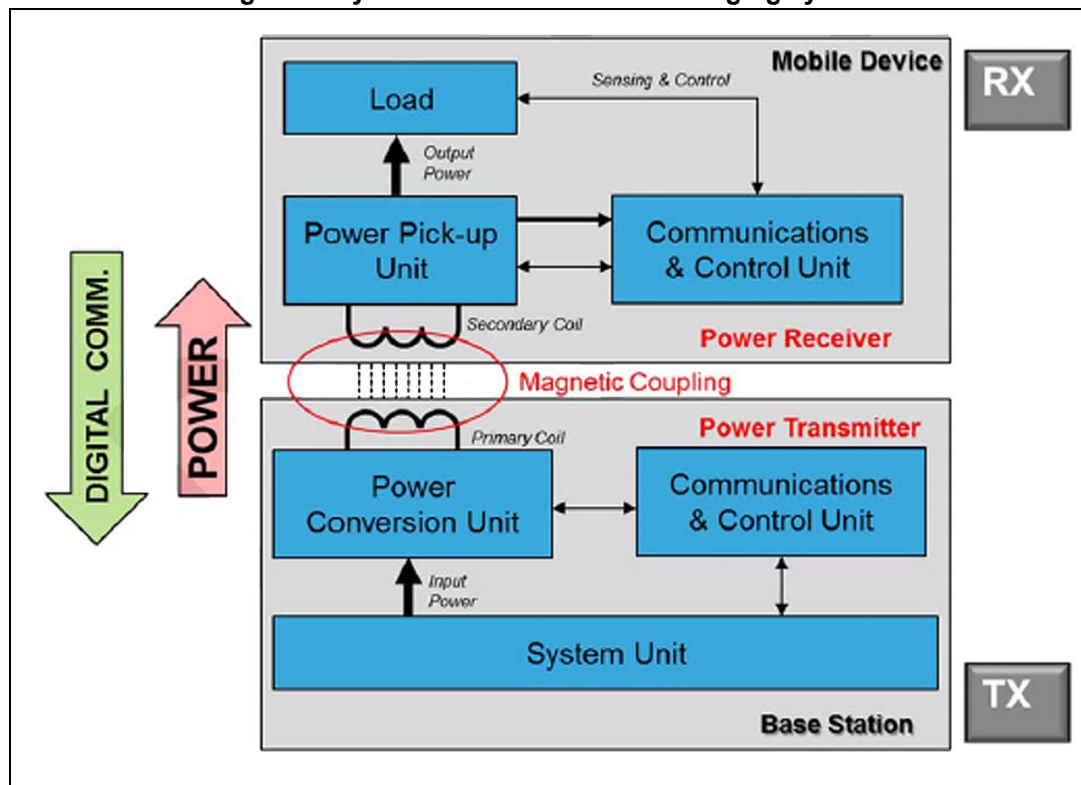 Mobile Device
RX
Sensing & Control
Load
Output
Power
Power Pick-up
Unit
Communications
& Control Unit
Secondary Coil
Power Receiver
DIGITAL COMM.
POWER
Magnetic Coupling
Power Transmitter
Primary Coil
Power
Conversion Unit
Communications
& Control Unit
Input
Power
System Unit
TX
Base Station